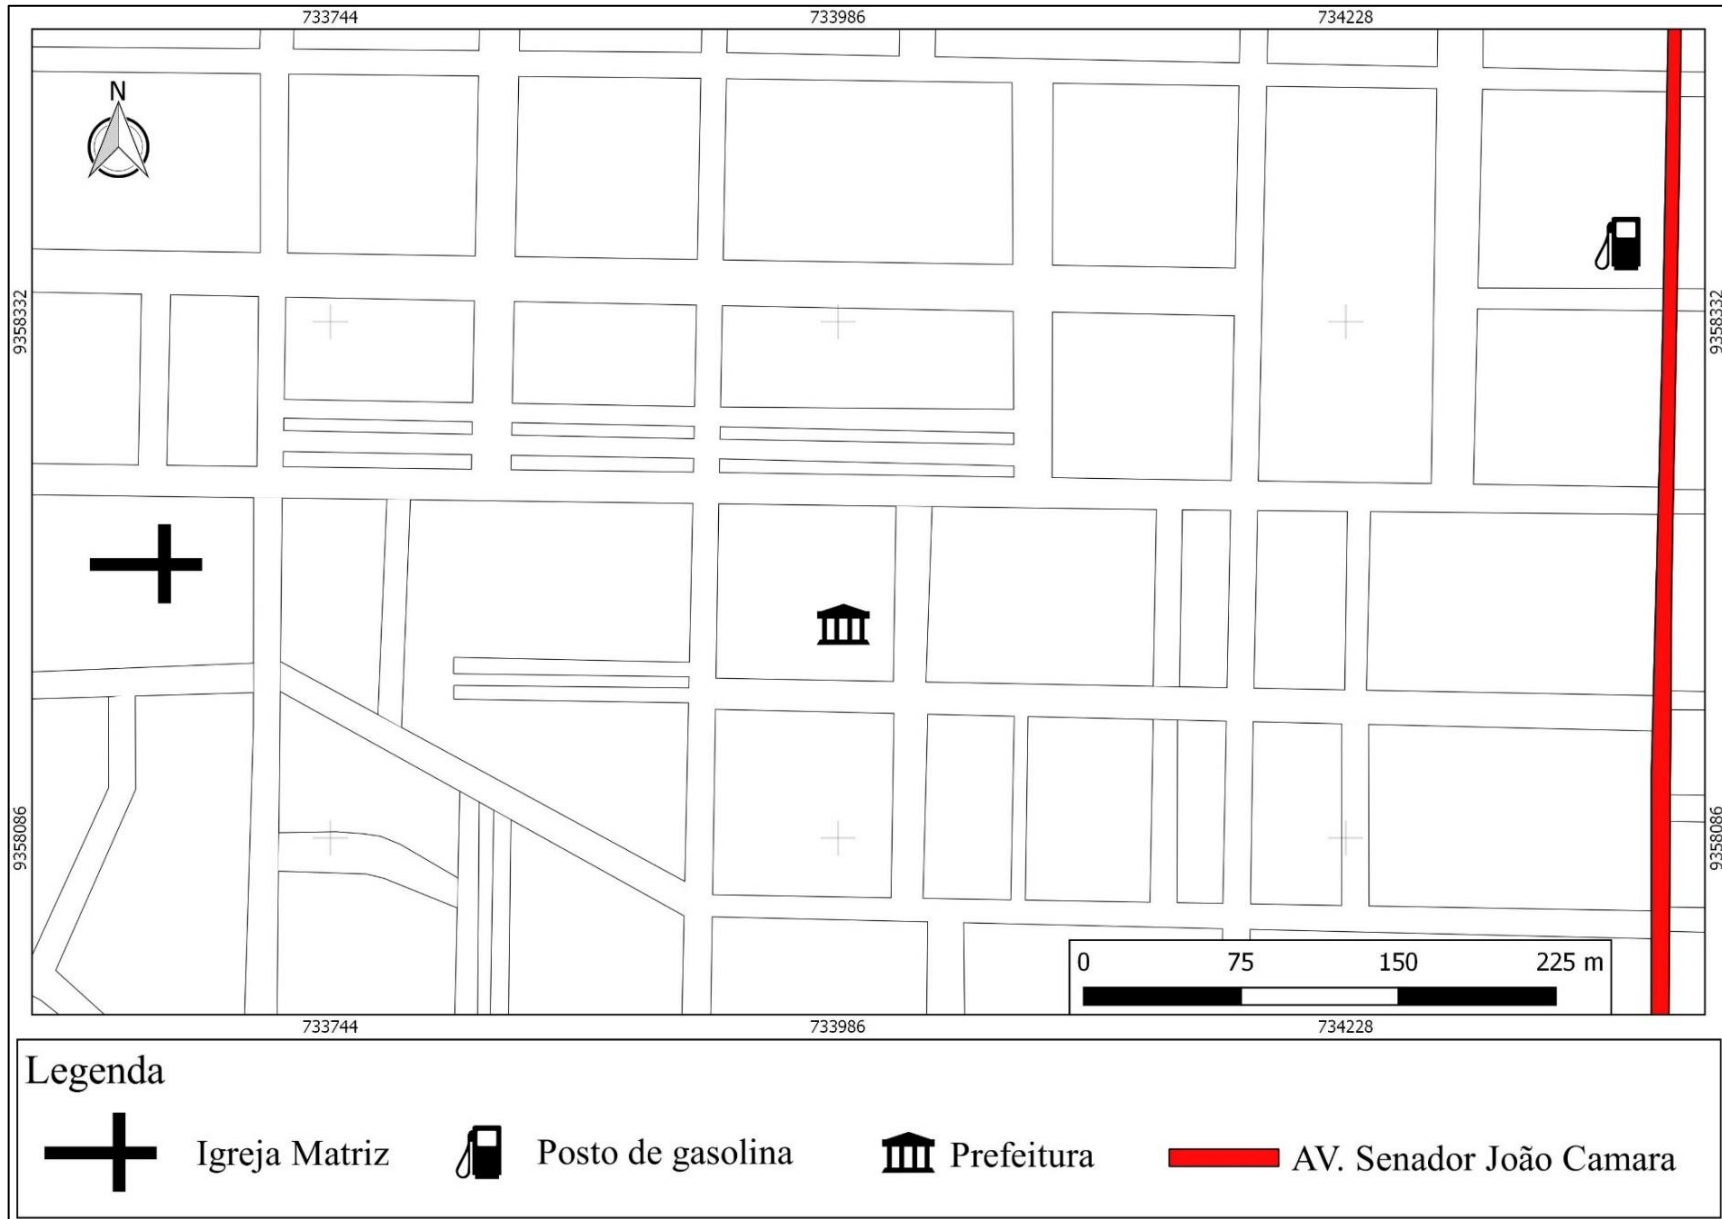 733744 733986 734228
N
9358332 9358332
9358086 9358086
0 75 150 225 m
733744 733986 734228
Legenda
Igreja Matriz Posto de gasolina Prefeitura AV. Senador João Camara